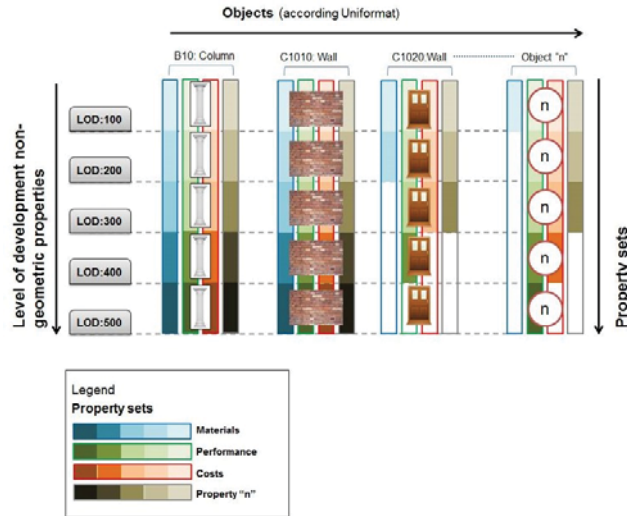 Objects (according Uniformat)
B10: Column
C1010: Wall
C1020:Wall
Object "n"
Level of development non-
geometric properties
LOD:100
n
LOD:200
n
LOD:300
n
LOD:400
n
LOD:500
n
Property sets
Legend
Property sets
Materials
Performance
Costs
Property "n"